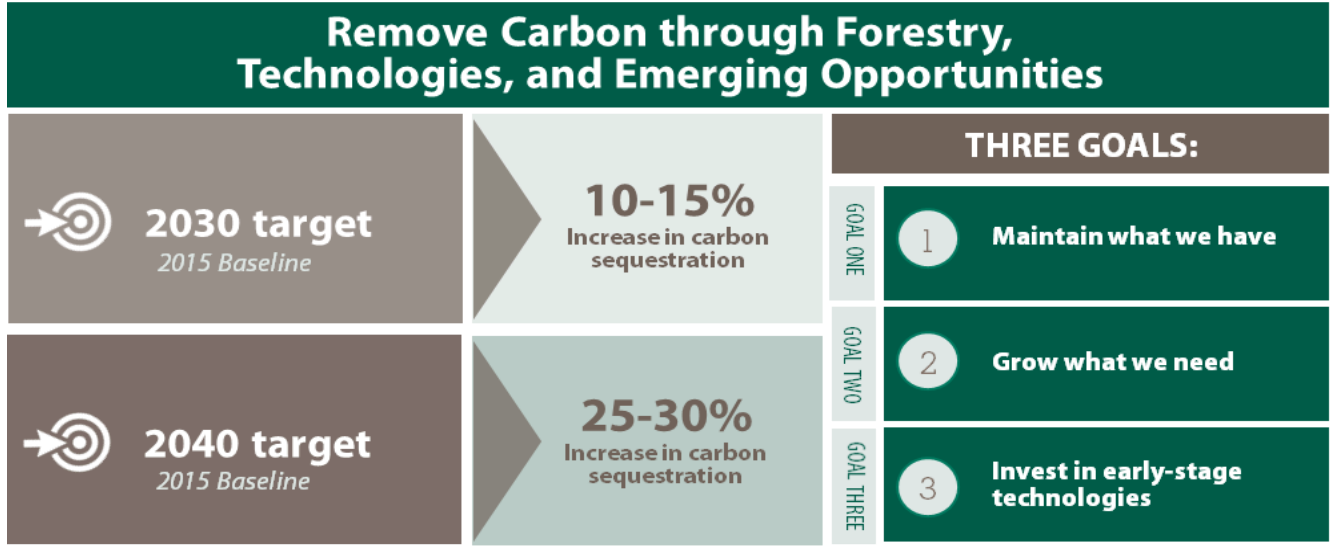 Remove Carbon through Forestry,
Technologies, and Emerging Opportunities
2030 target
2015 Baseline
10-15%
Increase in carbon
sequestration
2040 target
2015 Baseline
25-30%
Increase in carbon
sequestration
THREE GOALS:
GOAL ONE
1
Maintain what we have
GOAL TWO
2
Grow what we need
GOAL THREE
3
Invest in early-stage
technologies